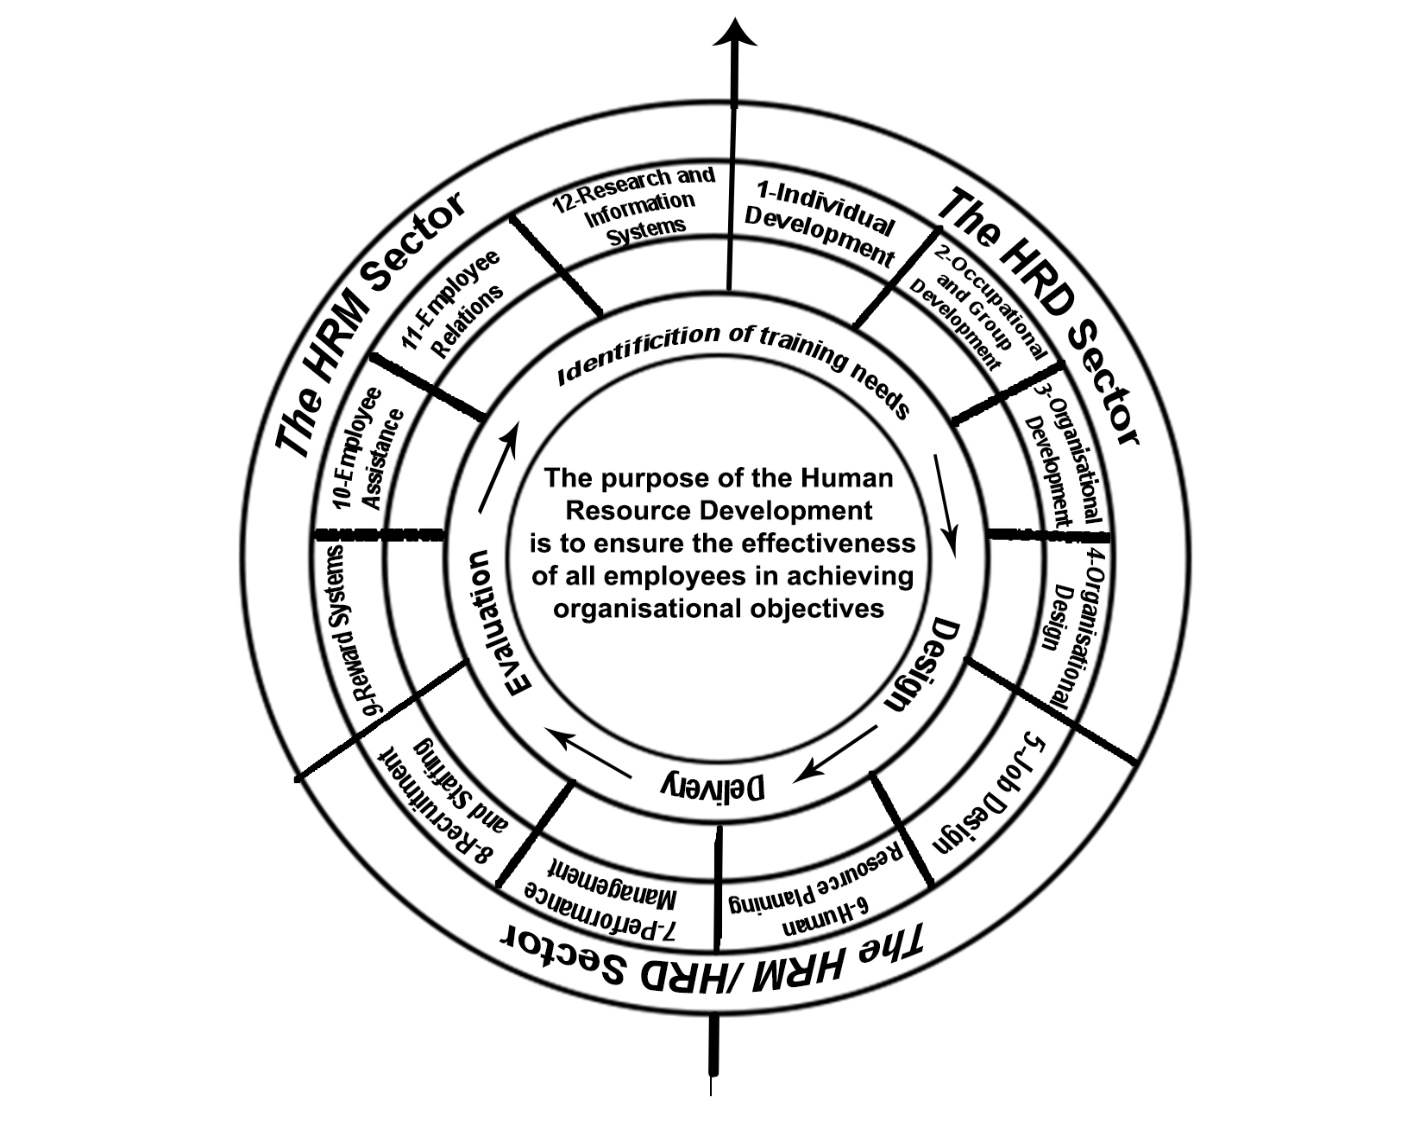 The HRM Sector
The HRD Sector
The HRM /HRD Sector
1-Individual
Development
2-Occupational
and Group
Development
3-Organisational
Development
4-Organisational
Design
5-Job Design
6-Human
Resource Planning
7-Performance
Management
8-Recruitment
and Staffing
9-Reward Systems
10-Employee
Assistance
11-Employee
Relations
12-Research and
Information
Systems
Identificition of training needs
Design
Delivery
Evaluation
The purpose of the Human
Resource Development
is to ensure the effectiveness
of all employees in achieving
organisational objectives